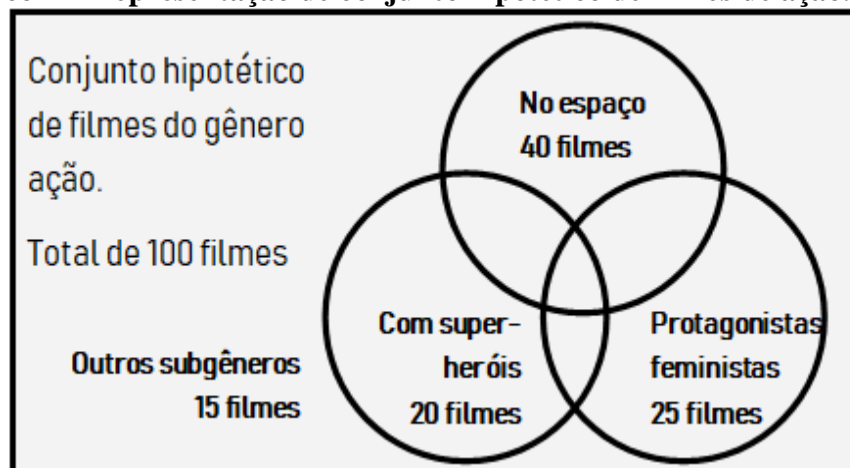 Conjunto hipotético
de filmes do gênero
ação.
Total de 100 filmes
No espaço
40 filmes
Com super-
heróis
20 filmes
Protagonistas
feministas
25 filmes
Outros subgêneros
15 filmes